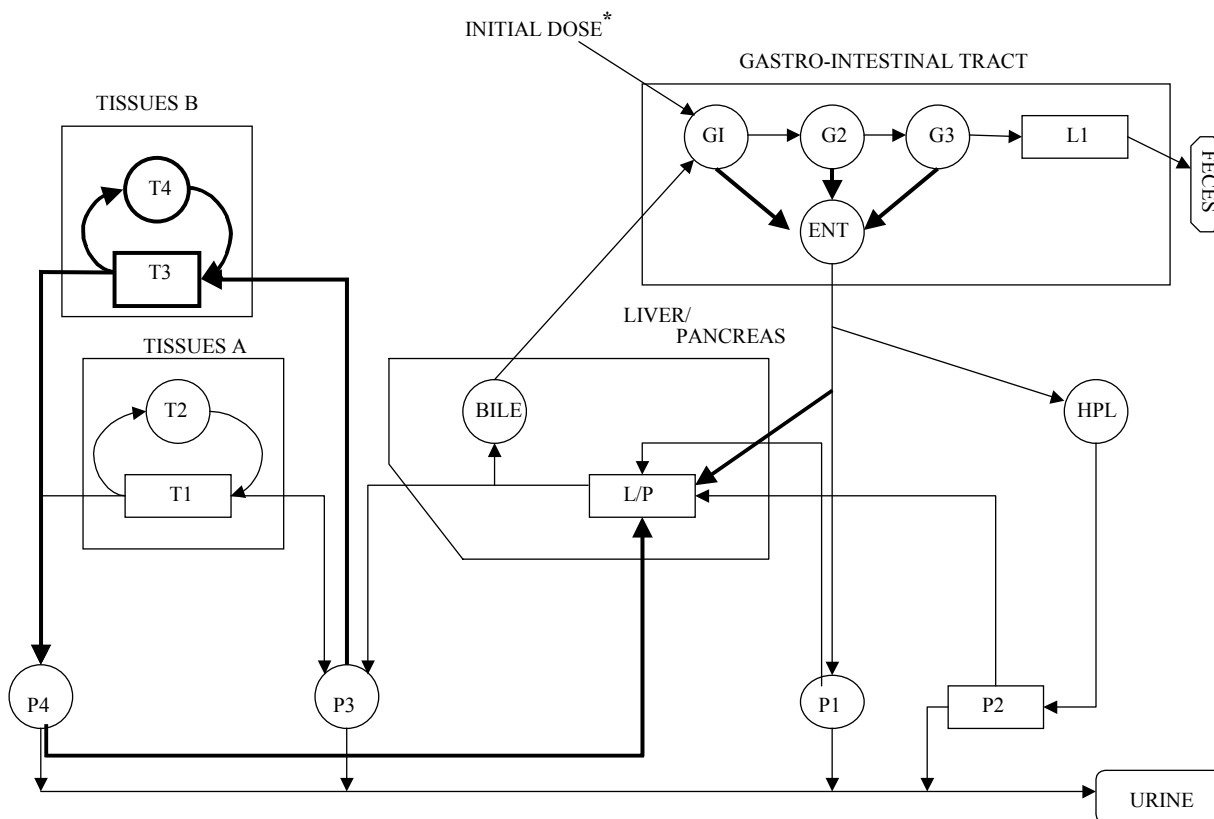 INITIAL DOSE*
GASTRO-INTESTINAL TRACT
TISSUES B
GI
G2
G3
L1
FECES
T4
ENT
T3
LIVER/
PANCREAS
TISSUES A
T2
BILE
HPL
T1
L/P
P4
P3
P1
P2
URINE